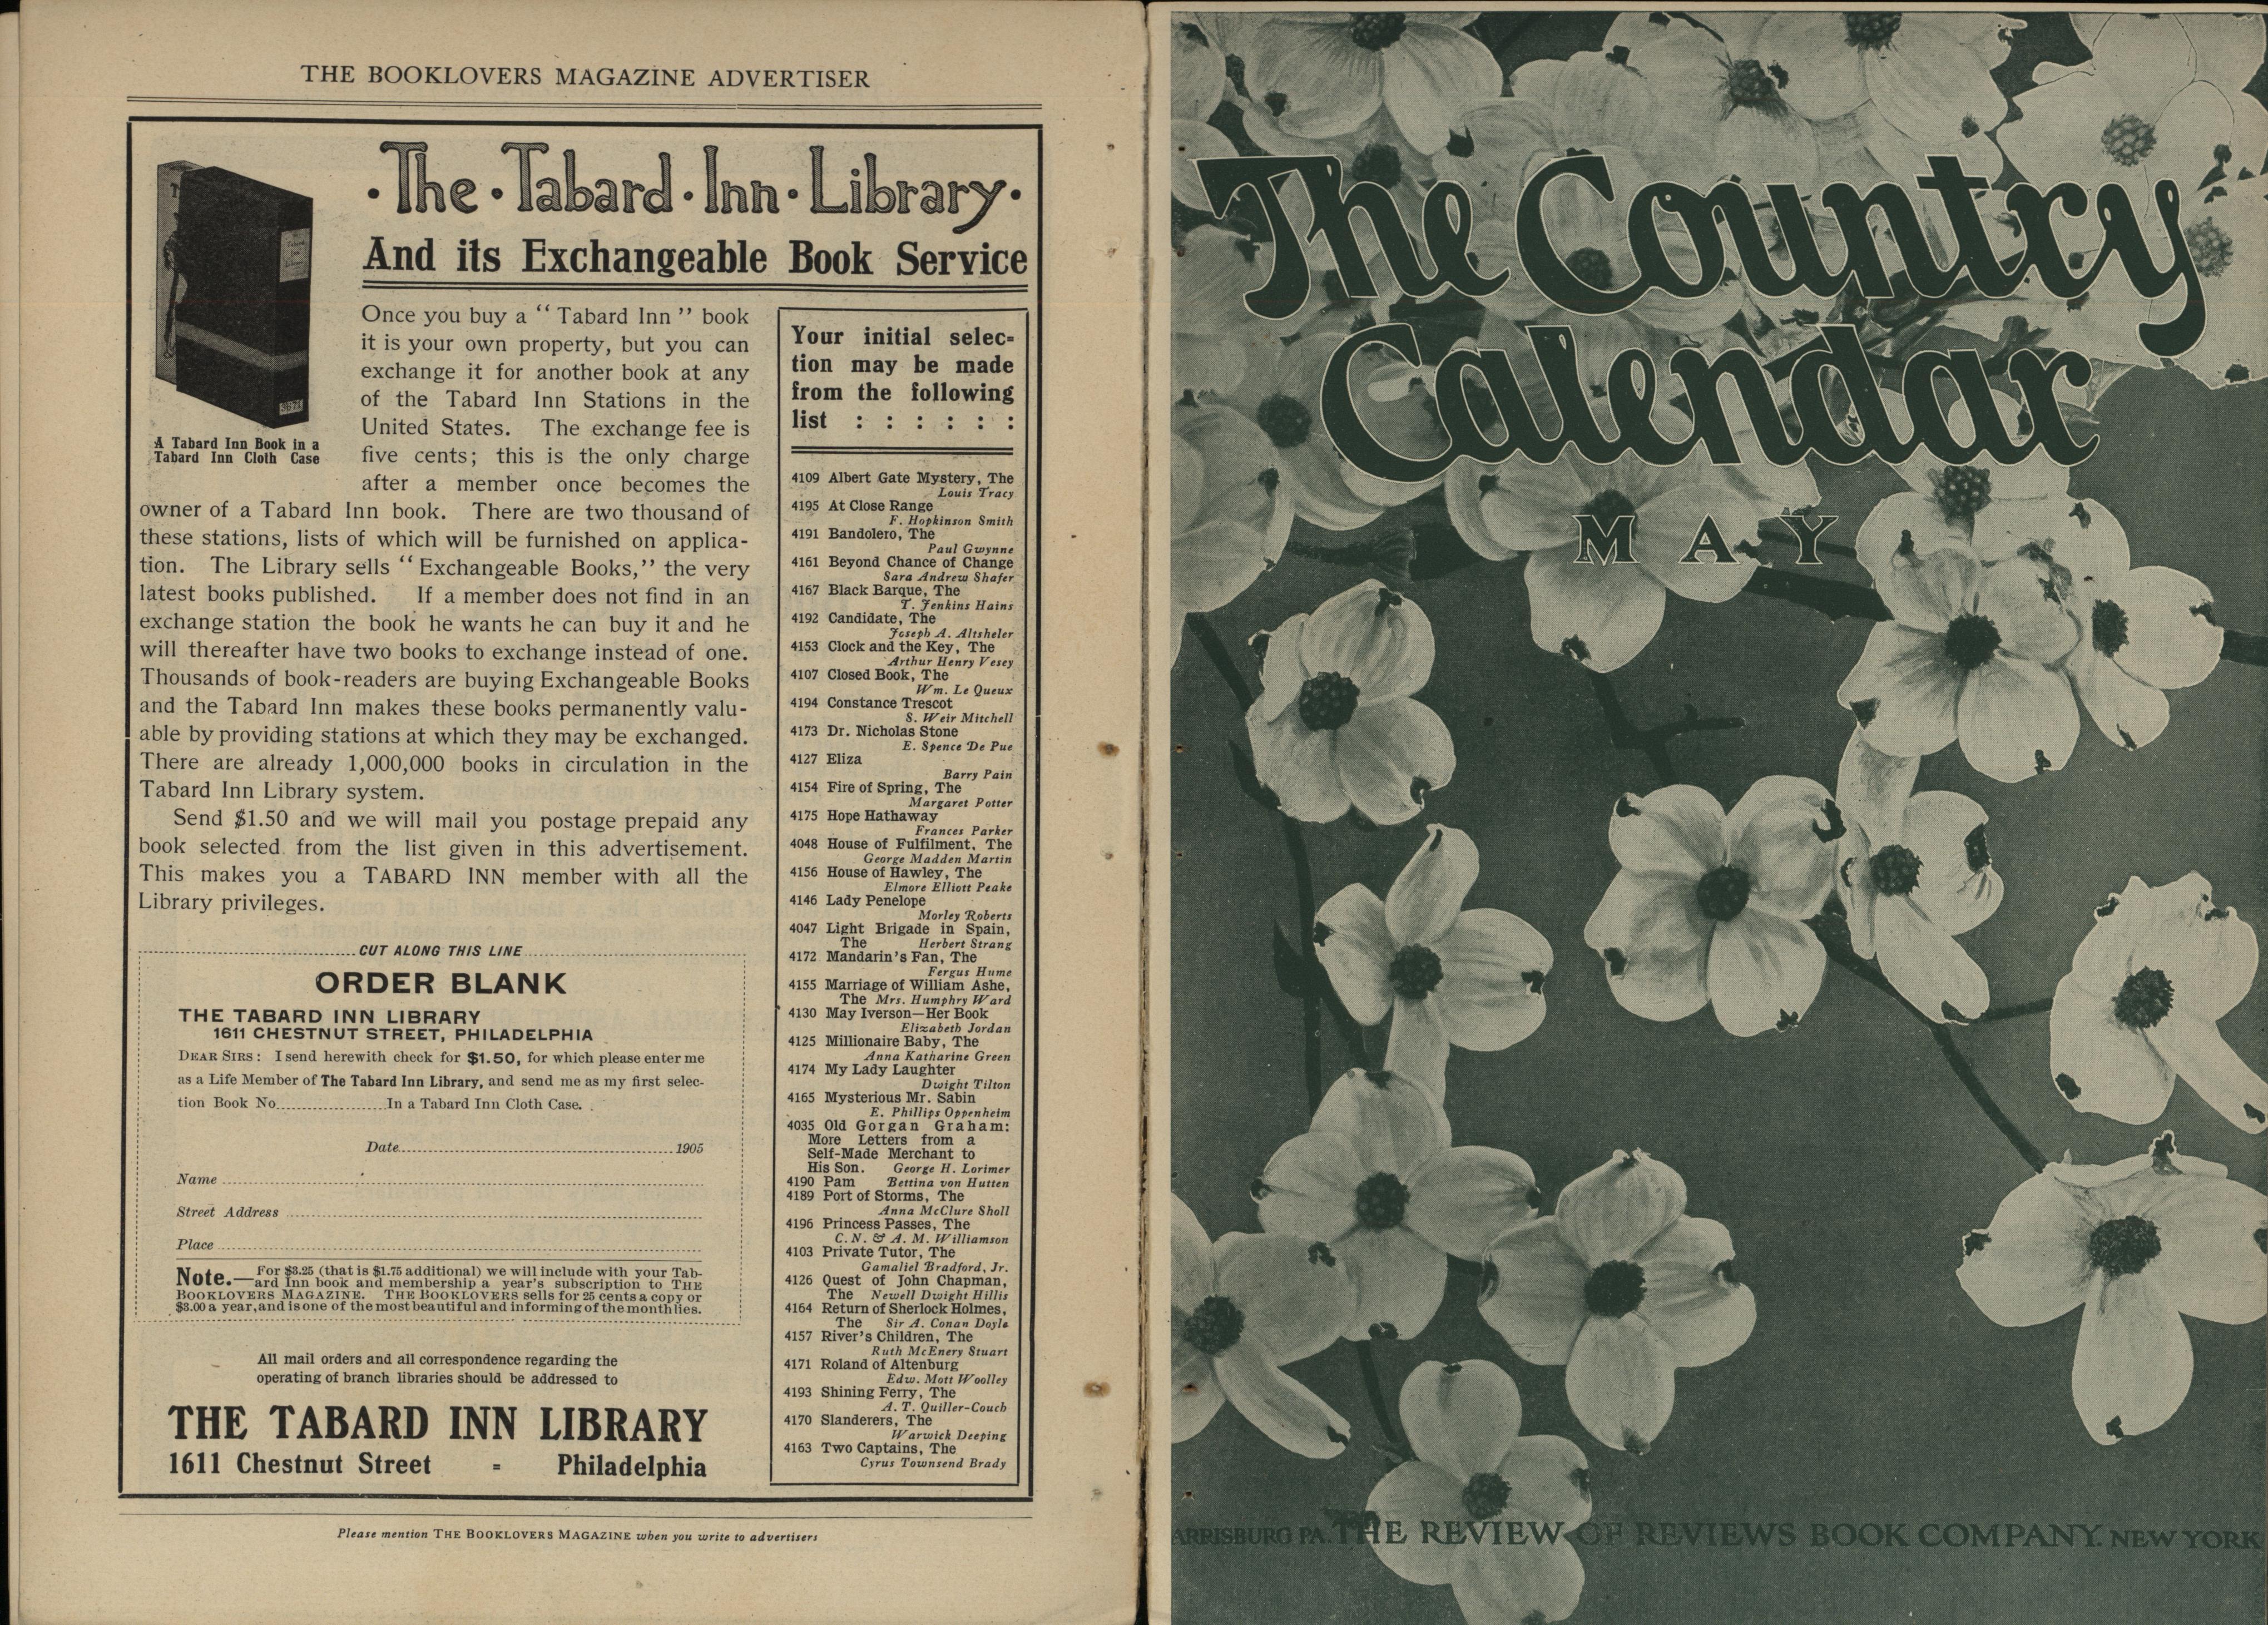 THE BOOKLOVERS MAGAZINE ADVERTISER
·The·Tabard·Inn·Library·
And its Exchangeable Book Service
A Tabard Inn Book in a
Tabard Inn Cloth Case
Once you buy a “Tabard Inn” book
it is your own property, but you can
exchange it for another book at any
of the Tabard Inn Stations in the
United States. The exchange fee is
five cents; this is the only charge
after a member once becomes the
owner of a Tabard Inn book. There are two thousand of
these stations, lists of which will be furnished on applica-
tion. The Library sells “Exchangeable Books,” the very
latest books published. If a member does not find in an
exchange station the book he wants he can buy it and he
will thereafter have two books to exchange instead of one.
Thousands of book-readers are buying Exchangeable Books
and the Tabard Inn makes these books permanently valu-
able by providing stations at which they may be exchanged.
There are already 1,000,000 books in circulation in the
Tabard Inn Library system.
Send $1.50 and we will mail you postage prepaid any
book selected from the list given in this advertisement.
This makes you a TABARD INN member with all the
Library privileges.
CUT ALONG THIS LINE
ORDER BLANK
THE TABARD INN LIBRARY
1611 CHESTNUT STREET, PHILADELPHIA
DEAR SIRS: I send herewith check for $1.50, for which please enter me
as a Life Member of The Tabard Inn Library, and send me as my first selec-
tion Book No. In a Tabard Inn Cloth Case.
Date 1905
Name
Street Address
Place
Note.—For $3.25 (that is $1.75 additional) we will include with your Tab-
ard Inn book and membership a year's subscription to THE
BOOKLOVERS MAGAZINE. THE BOOKLOVERS sells for 25 cents a copy or
$3.00 a year, and is one of the most beautiful and informing of the monthlies.
All mail orders and all correspondence regarding the
operating of branch libraries should be addressed to
THE TABARD INN LIBRARY
1611 Chestnut Street = Philadelphia
Your initial selec=
tion may be made
from the following
list : : : : : :
4109 Albert Gate Mystery, The
Louis Tracy
4195 At Close Range
F. Hopkinson Smith
4191 Bandolero, The
Paul Gwynne
4161 Beyond Chance of Change
Sara Andrew Shafer
4167 Black Barque, The
T. Jenkins Hains
4192 Candidate, The
Joseph A. Altsheler
4153 Clock and the Key, The
Arthur Henry Vesey
4107 Closed Book, The
Wm. Le Queux
4194 Constance Trescot
S. Weir Mitchell
4173 Dr. Nicholas Stone
E. Spence De Pue
4127 Eliza
Barry Pain
4154 Fire of Spring, The
Margaret Potter
4175 Hope Hathaway
Frances Parker
4048 House of Fulfilment, The
George Madden Martin
4156 House of Hawley, The
Elmore Elliott Peake
4146 Lady Penelope
Morley Roberts
4047 Light Brigade in Spain,
The Herbert Strang
4172 Mandarin's Fan, The
Fergus Hume
4155 Marriage of William Ashe,
The Mrs. Humphry Ward
4130 May Iverson—Her Book
Elizabeth Jordan
4125 Millionaire Baby, The
Anna Katharine Green
4174 My Lady Laughter
Dwight Tilton
4165 Mysterious Mr. Sabin
E. Phillips Oppenheim
4035 Old Gorgan Graham:
More Letters from a
Self-Made Merchant to
His Son. George H. Lorimer
4190 Pam Bettina von Hutten
4189 Port of Storms, The
Anna McClure Sholl
4196 Princess Passes, The
C. N. & A. M. Williamson
4103 Private Tutor, The
Gamaliel Bradford, Jr.
4126 Quest of John Chapman,
The Newell Dwight Hillis
4164 Return of Sherlock Holmes,
The Sir A. Conan Doyle
4157 River's Children, The
Ruth McEnery Stuart
4171 Roland of Altenburg
Edw. Mott Woolley
4193 Shining Ferry, The
A. T. Quiller-Couch
4170 Slanderers, The
Warwick Deeping
4163 Two Captains, The
Cyrus Townsend Brady
Please mention THE BOOKLOVERS MAGAZINE when you write to advertisers
The Country
Calendar
MAY
ARRISBURG PA. THE REVIEW OF REVIEWS BOOK COMPANY. NEW YORK